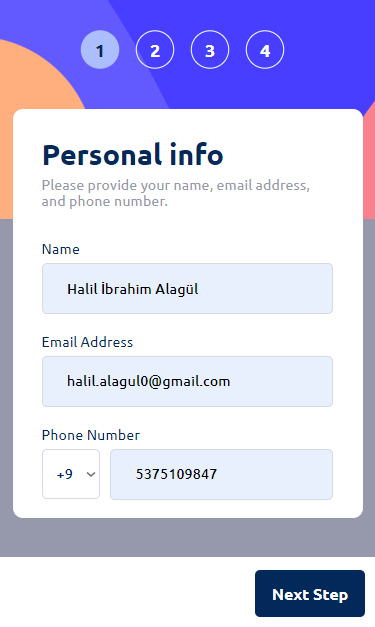 1 2 3 4
Personal info
Please provide your name, email address,
and phone number.
Name
Halil İbrahim Alagül
Email Address
halil.alagul0@gmail.com
Phone Number
+9 5375109847
Next Step